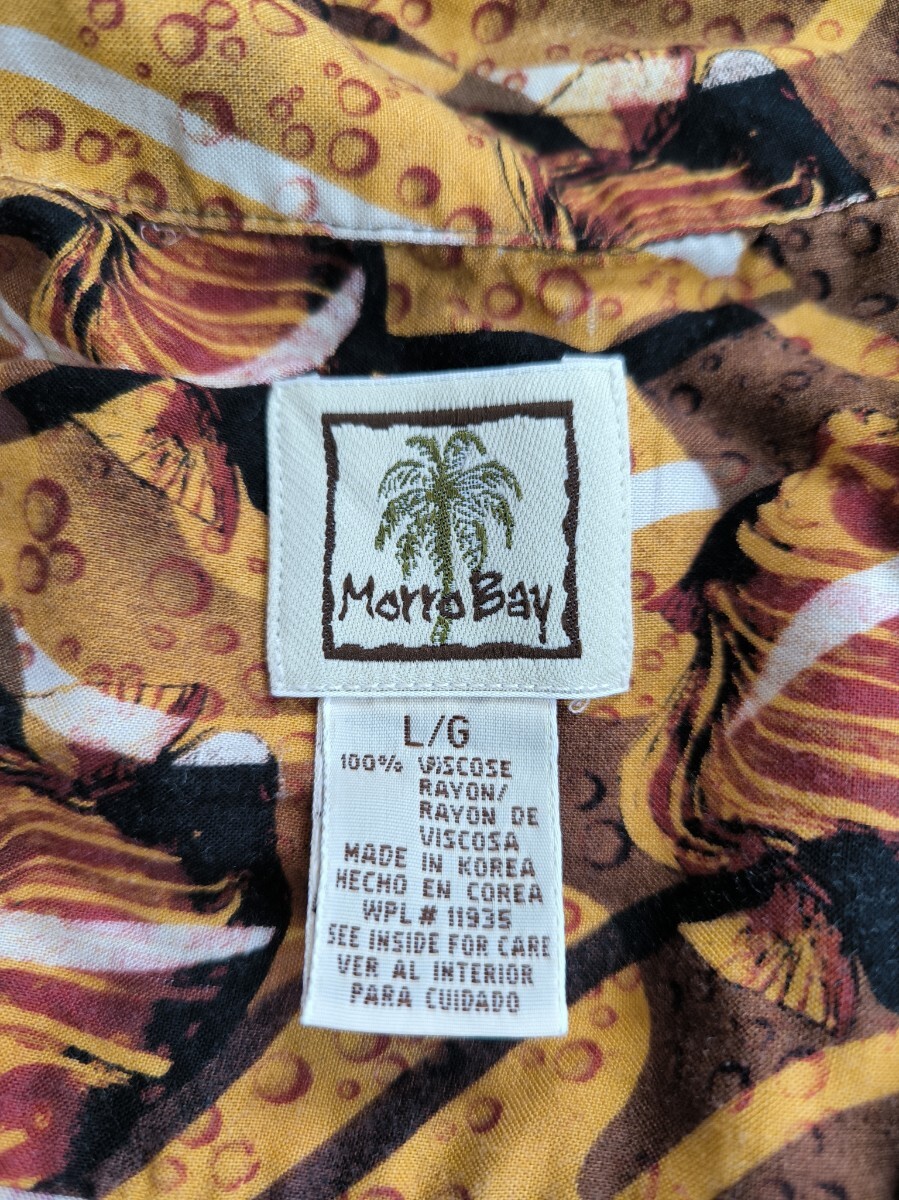 Morro Bay
L/G
100% VISCOSE
RAYON/
RAYON DE
VISCOSA
MADE IN KOREA
HECHO EN COREA
WPL # 11935
SEE INSIDE FOR CARE
VER AL INTERIOR
PARA CUIDADO